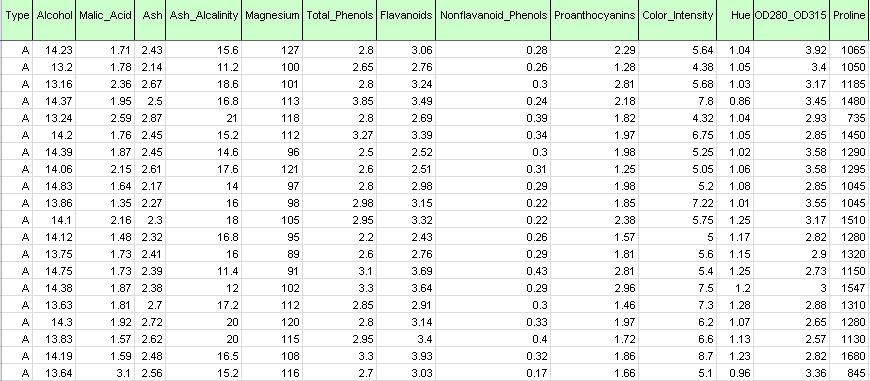 Type Alcohol Malic_Acid Ash Ash_Alcalinity Magnesium Total_Phenols Flavanoids Nonflavanoid_Phenols Proanthocyanins Color_Intensity Hue OD280_OD315 Proline
A 14.23 1.71 2.43 15.6 127 2.8 3.06 0.28 2.29 5.64 1.04 3.92 1065
A 13.2 1.78 2.14 11.2 100 2.65 2.76 0.26 1.28 4.38 1.05 3.4 1050
A 13.16 2.36 2.67 18.6 101 2.8 3.24 0.3 2.81 5.68 1.03 3.17 1185
A 14.37 1.95 2.5 16.8 113 3.85 3.49 0.24 2.18 7.8 0.86 3.45 1480
A 13.24 2.59 2.87 21 118 2.8 2.69 0.39 1.82 4.32 1.04 2.93 735
A 14.2 1.76 2.45 15.2 112 3.27 3.39 0.34 1.97 6.75 1.05 2.85 1450
A 14.39 1.87 2.45 14.6 96 2.5 2.52 0.3 1.98 5.25 1.02 3.58 1290
A 14.06 2.15 2.61 17.6 121 2.6 2.51 0.31 1.25 5.05 1.06 3.58 1295
A 14.83 1.64 2.17 14 97 2.8 2.98 0.29 1.98 5.2 1.08 2.85 1045
A 13.86 1.35 2.27 16 98 2.98 3.15 0.22 1.85 7.22 1.01 3.55 1045
A 14.1 2.16 2.3 18 105 2.95 3.32 0.22 2.38 5.75 1.25 3.17 1510
A 14.12 1.48 2.32 16.8 95 2.2 2.43 0.26 1.57 5 1.17 2.82 1280
A 13.75 1.73 2.41 16 89 2.6 2.76 0.29 1.81 5.6 1.15 2.9 1320
A 14.75 1.73 2.39 11.4 91 3.1 3.69 0.43 2.81 5.4 1.25 2.73 1150
A 14.38 1.87 2.38 12 102 3.3 3.64 0.29 2.96 7.5 1.2 3 1547
A 13.63 1.81 2.7 17.2 112 2.85 2.91 0.3 1.46 7.3 1.28 2.88 1310
A 14.3 1.92 2.72 20 120 2.8 3.14 0.33 1.97 6.2 1.07 2.65 1280
A 13.83 1.57 2.62 20 115 2.95 3.4 0.4 1.72 6.6 1.13 2.57 1130
A 14.19 1.59 2.48 16.5 108 3.3 3.93 0.32 1.86 8.7 1.23 2.82 1680
A 13.64 3.1 2.56 15.2 116 2.7 3.03 0.17 1.66 5.1 0.96 3.36 845